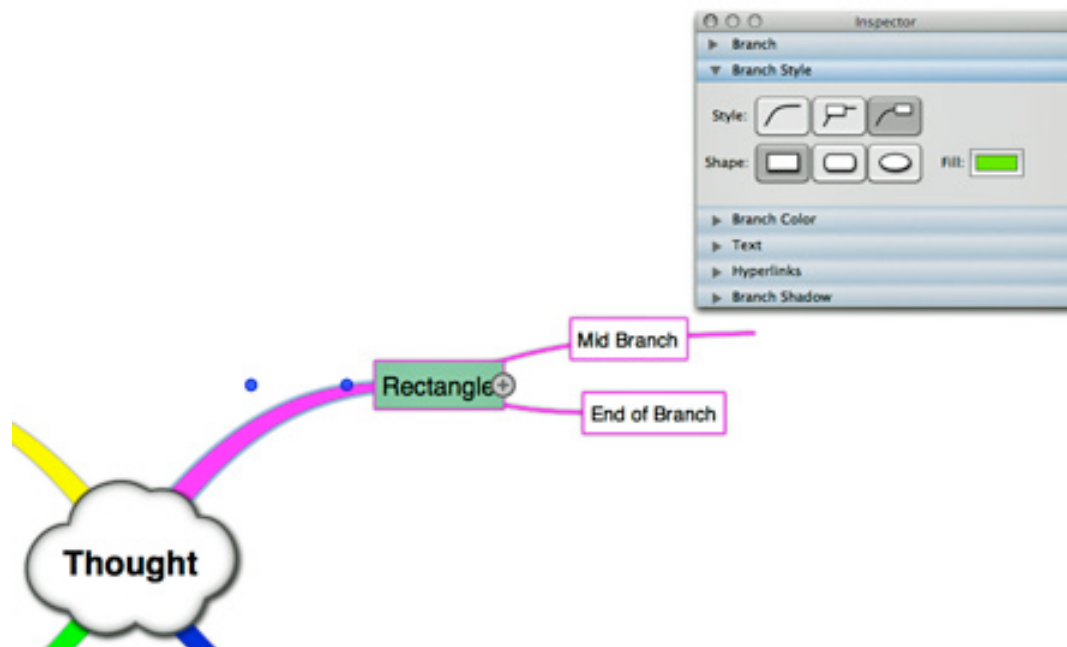 Inspector
Branch
Branch Style
Style:
Shape:
Fill:
Branch Color
Text
Hyperlinks
Branch Shadow
Mid Branch
Rectangle
End of Branch
Thought